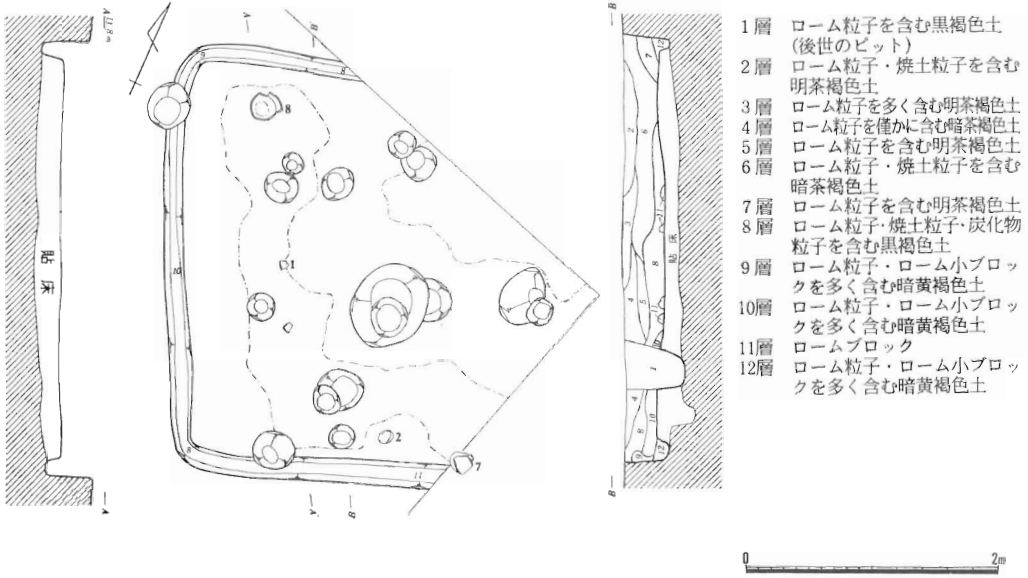 1層 ローム粒子を含む黒褐色土
(後世のピット)
2層 ローム粒子・焼土粒子を含む
明茶褐色土
3層 ローム粒子を多く含む明茶褐色土
4層 ローム粒子を僅かに含む暗茶褐色土
5層 ローム粒子を含む明茶褐色土
6層 ローム粒子・焼土粒子を含む
暗茶褐色土
7層 ローム粒子を含む明茶褐色土
8層 ローム粒子・焼土粒子・炭化物
粒子を含む黒褐色土
9層 ローム粒子・ローム小ブロッ
クを多く含む暗黄褐色土
10層 ローム粒子・ローム小ブロッ
クを多く含む暗黄褐色土
11層 ロームブロック
12層 ローム粒子・ローム小ブロッ
クを多く含む暗黄褐色土
貼床
貼床
8
1
2
7
10
11
0 2m